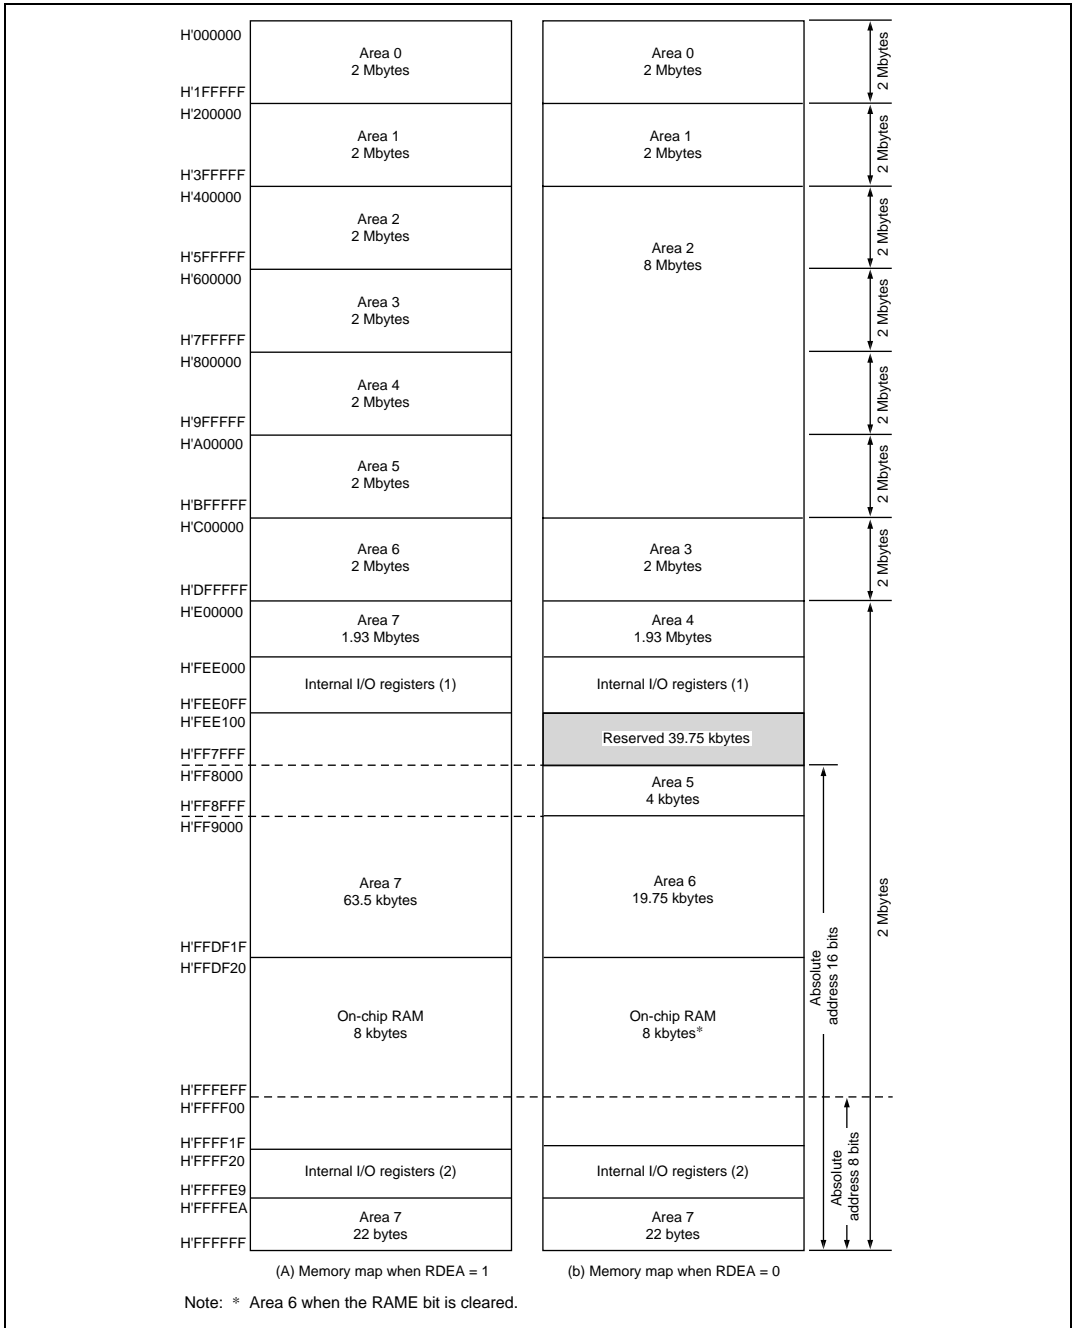 H'000000
Area 0
2 Mbytes
Area 0
2 Mbytes
2 Mbytes
H'1FFFFF
H'200000
Area 1
2 Mbytes
Area 1
2 Mbytes
2 Mbytes
H'3FFFFF
H'400000
Area 2
2 Mbytes
Area 2
8 Mbytes
2 Mbytes
H'5FFFFF
H'600000
Area 3
2 Mbytes
2 Mbytes
H'7FFFFF
H'800000
Area 4
2 Mbytes
2 Mbytes
H'9FFFFF
H'A00000
Area 5
2 Mbytes
2 Mbytes
H'BFFFFF
H'C00000
Area 6
2 Mbytes
Area 3
2 Mbytes
2 Mbytes
H'DFFFFF
H'E00000
Area 7
1.93 Mbytes
Area 4
1.93 Mbytes
H'FEE000
Internal I/O registers (1)
Internal I/O registers (1)
H'FEE0FF
H'FEE100
Reserved 39.75 kbytes
H'FF7FFF
H'FF8000
Area 5
4 kbytes
H'FF8FFF
H'FF9000
Area 7
63.5 kbytes
Area 6
19.75 kbytes
2 Mbytes
Absolute
address 16 bits
H'FFDF1F
H'FFDF20
On-chip RAM
8 kbytes
On-chip RAM
8 kbytes*
H'FFFEFF
H'FFFF00
H'FFFF1F
H'FFFF20
Internal I/O registers (2)
Internal I/O registers (2)
Absolute
address 8 bits
H'FFFFE9
H'FFFFEA
Area 7
22 bytes
Area 7
22 bytes
H'FFFFFF
(A) Memory map when RDEA = 1
(b) Memory map when RDEA = 0
Note: * Area 6 when the RAME bit is cleared.